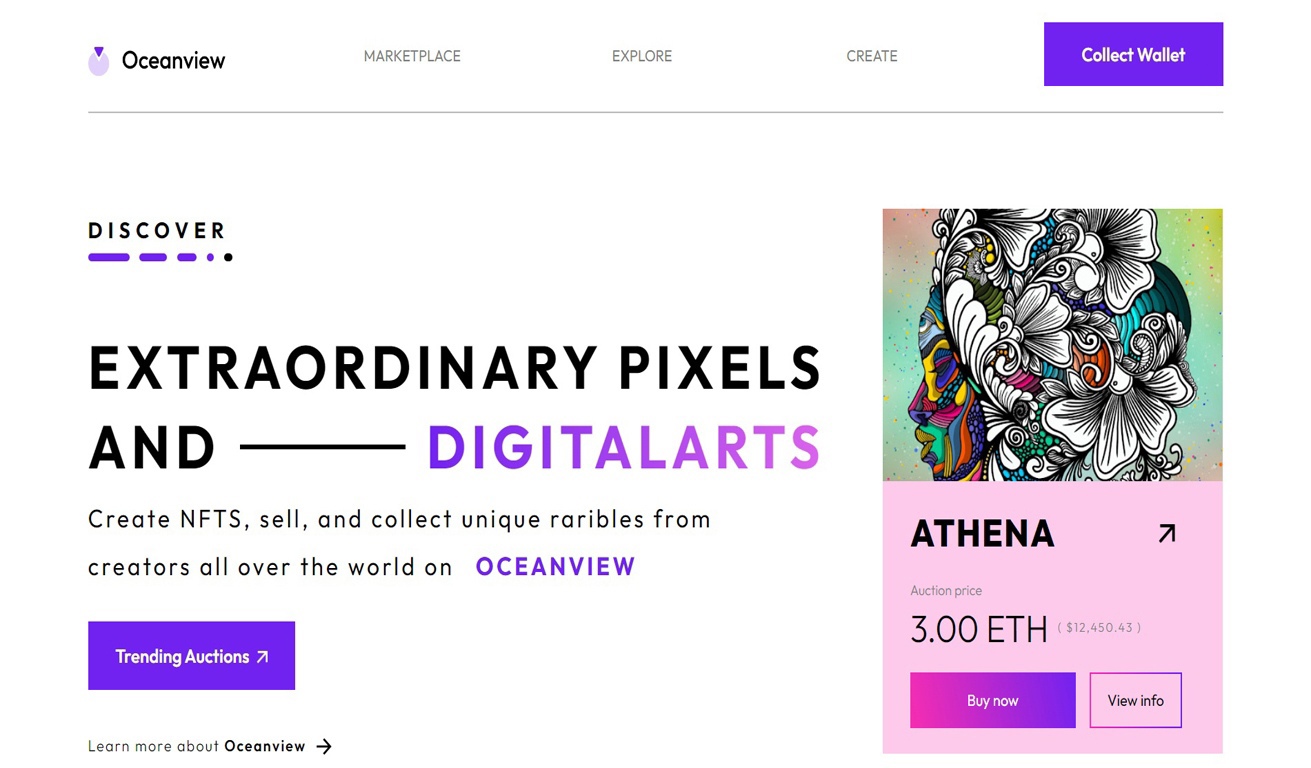 Oceanview
MARKETPLACE
EXPLORE
CREATE
Collect Wallet
DISCOVER
EXTRAORDINARY PIXELS
AND DIGITALARTS
Create NFTS, sell, and collect unique raribles from
creators all over the world on OCEANVIEW
Trending Auctions
Learn more about Oceanview
ATHENA
Auction price
3.00 ETH ( $12,450.43 )
Buy now
View info